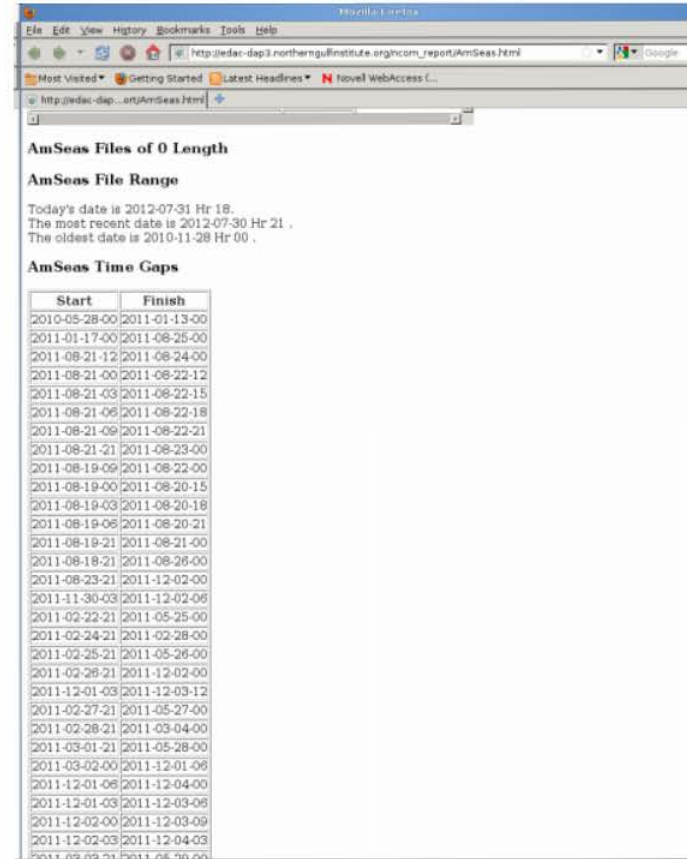 Mozilla Firefox
File Edit View History Bookmarks Tools Help
http://edac-dap3.northerngulfinstitute.org/ncom_report/AmSeas.html
Google
Most Visited Getting Started Latest Headlines Novell WebAccess (...
http://edac-dap...ort/AmSeas.html
AmSeas Files of 0 Length
AmSeas File Range
Today's date is 2012-07-31 Hr 18.
The most recent date is 2012-07-30 Hr 21 .
The oldest date is 2010-11-28 Hr 00 .
AmSeas Time Gaps
Start Finish
2010-05-28-00 2011-01-13-00
2011-01-17-00 2011-08-25-00
2011-08-21-12 2011-08-24-00
2011-08-21-00 2011-08-22-12
2011-08-21-03 2011-08-22-15
2011-08-21-06 2011-08-22-18
2011-08-21-09 2011-08-22-21
2011-08-21-21 2011-08-23-00
2011-08-19-09 2011-08-22-00
2011-08-19-00 2011-08-20-15
2011-08-19-03 2011-08-20-18
2011-08-19-06 2011-08-20-21
2011-08-19-21 2011-08-21-00
2011-08-18-21 2011-08-26-00
2011-08-23-21 2011-12-02-00
2011-11-30-03 2011-12-02-06
2011-02-22-21 2011-05-25-00
2011-02-24-21 2011-02-28-00
2011-02-25-21 2011-05-26-00
2011-02-26-21 2011-12-02-00
2011-12-01-03 2011-12-03-12
2011-02-27-21 2011-05-27-00
2011-02-28-21 2011-03-04-00
2011-03-01-21 2011-05-28-00
2011-03-02-00 2011-12-01-06
2011-12-01-06 2011-12-04-00
2011-12-01-03 2011-12-03-06
2011-12-02-00 2011-12-03-09
2011-12-02-03 2011-12-04-03
2011-03-03-21 2011-05-29-00